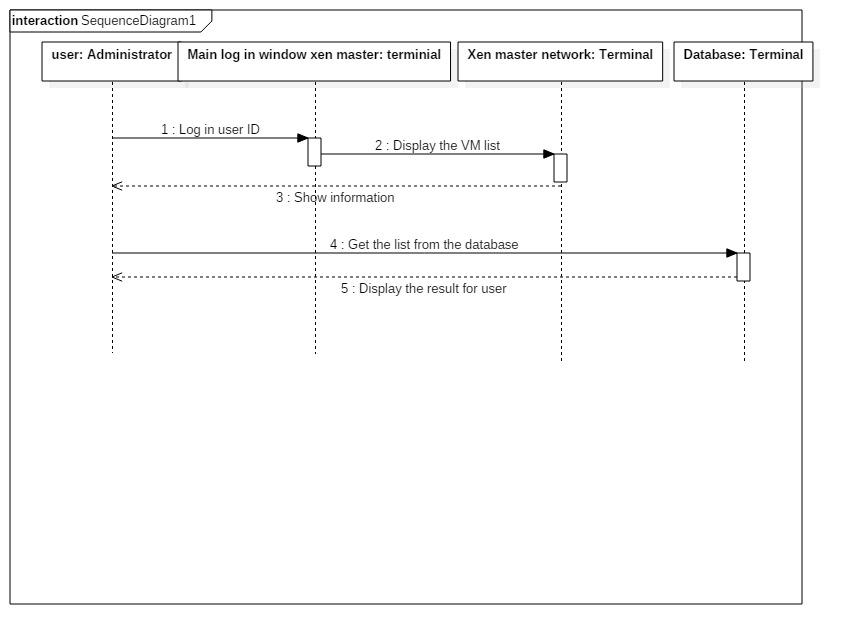 interaction SequenceDiagram1
user: Administrator
Main log in window xen master: terminial
Xen master network: Terminal
Database: Terminal
1 : Log in user ID
2 : Display the VM list
3 : Show information
4 : Get the list from the database
5 : Display the result for user